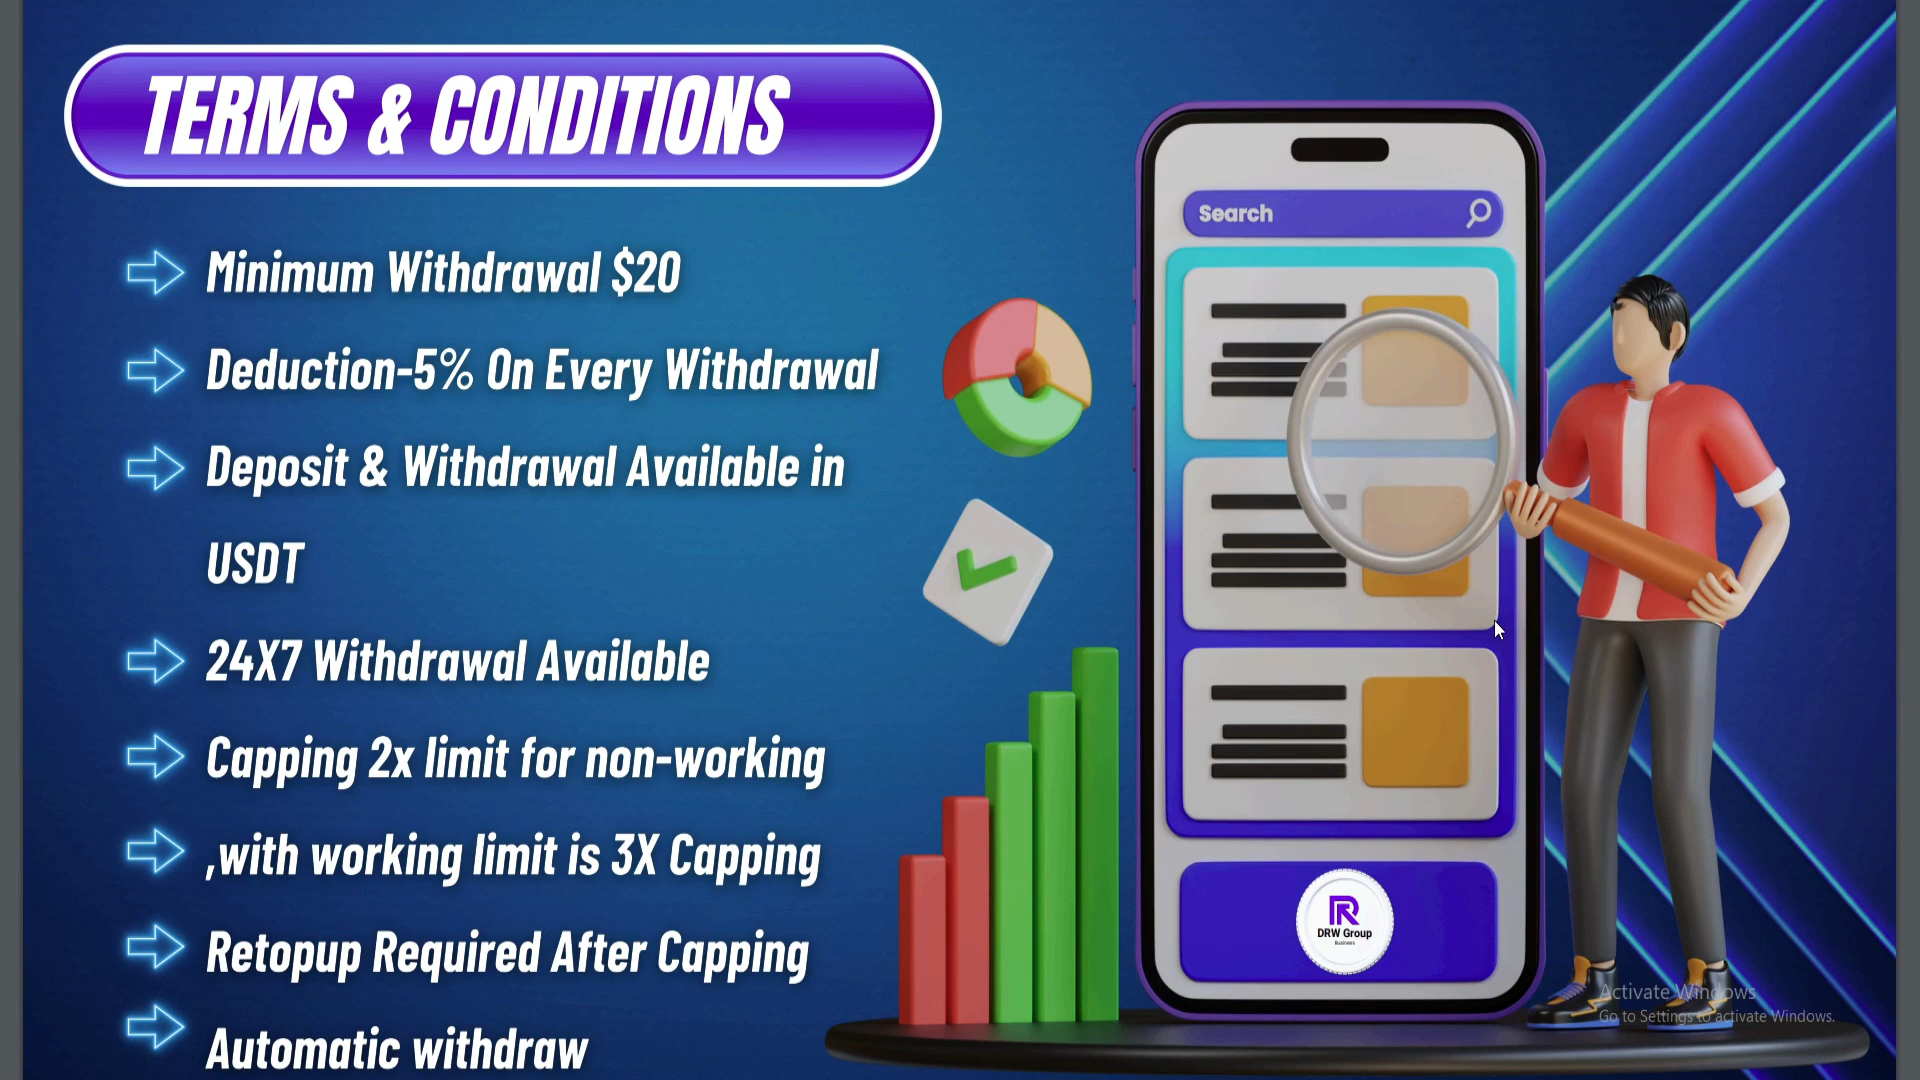 TERMS & CONDITIONS
Minimum Withdrawal $20
Deduction-5% On Every Withdrawal
Deposit & Withdrawal Available in
USDT
24X7 Withdrawal Available
Capping 2x limit for non-working
,with working limit is 3X Capping
Retopup Required After Capping
Automatic withdraw
Search
R
DRW Group
Business
Activate Windows
Go to Settings to activate Windows.